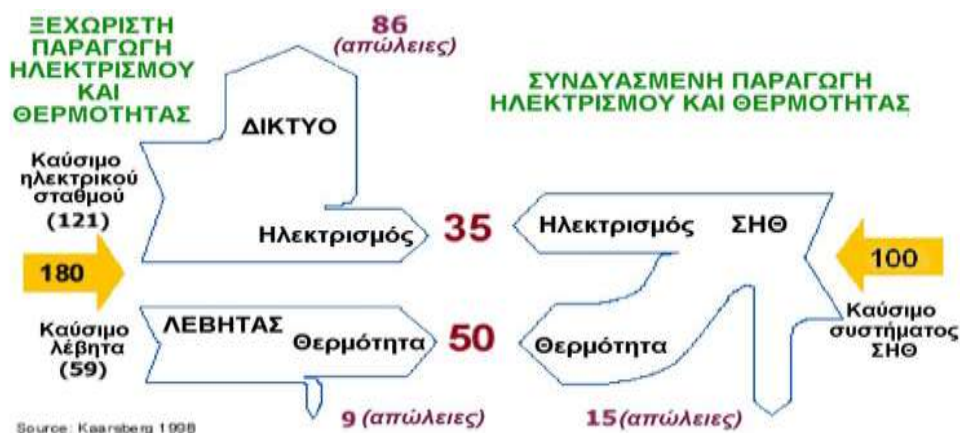 ΞΕΧΩΡΙΣΤΗ
ΠΑΡΑΓΩΓΗ
ΗΛΕΚΤΡΙΣΜΟΥ
ΚΑΙ
ΘΕΡΜΟΤΗΤΑΣ
86
(απώλειες)
ΣΥΝΔΥΑΣΜΕΝΗ ΠΑΡΑΓΩΓΗ
ΗΛΕΚΤΡΙΣΜΟΥ ΚΑΙ ΘΕΡΜΟΤΗΤΑΣ
ΔΙΚΤΥΟ
Καύσιμο
ηλεκτρικού
σταθμού
(121)
Ηλεκτρισμός
35
Ηλεκτρισμός
ΣΗΘ
180
100
Καύσιμο
λέβητα
(59)
ΛΕΒΗΤΑΣ
Θερμότητα
50
Θερμότητα
Καύσιμο
συστήματος
ΣΗΘ
9 (απώλειες)
15 (απώλειες)
Source: Kaarsberg 1998